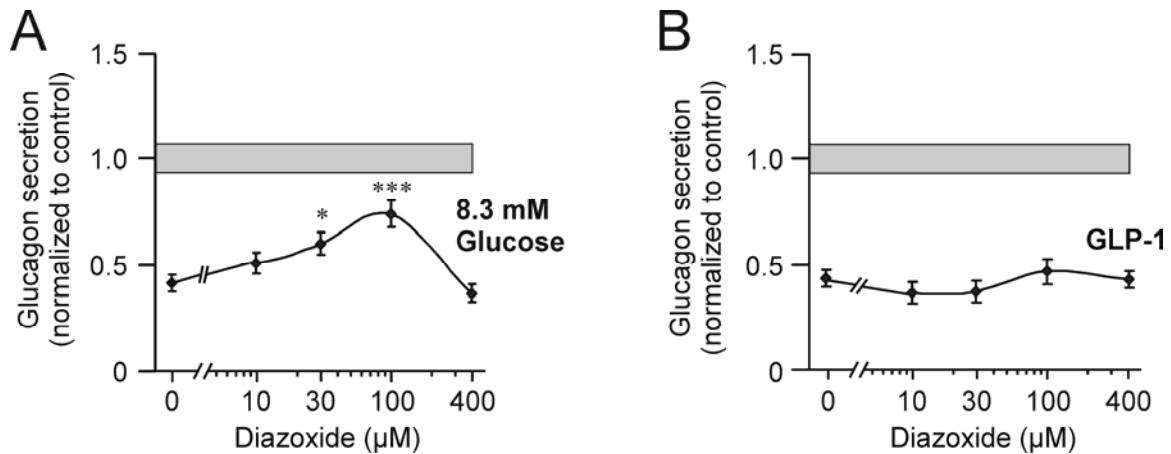 A
Glucagon secretion
(normalized to control)
1.5
1.0
0.5
0
*
***
8.3 mM
Glucose
0 10 30 100 400
Diazoxide (µM)
B
Glucagon secretion
(normalized to control)
1.5
1.0
0.5
0
GLP-1
0 10 30 100 400
Diazoxide (µM)